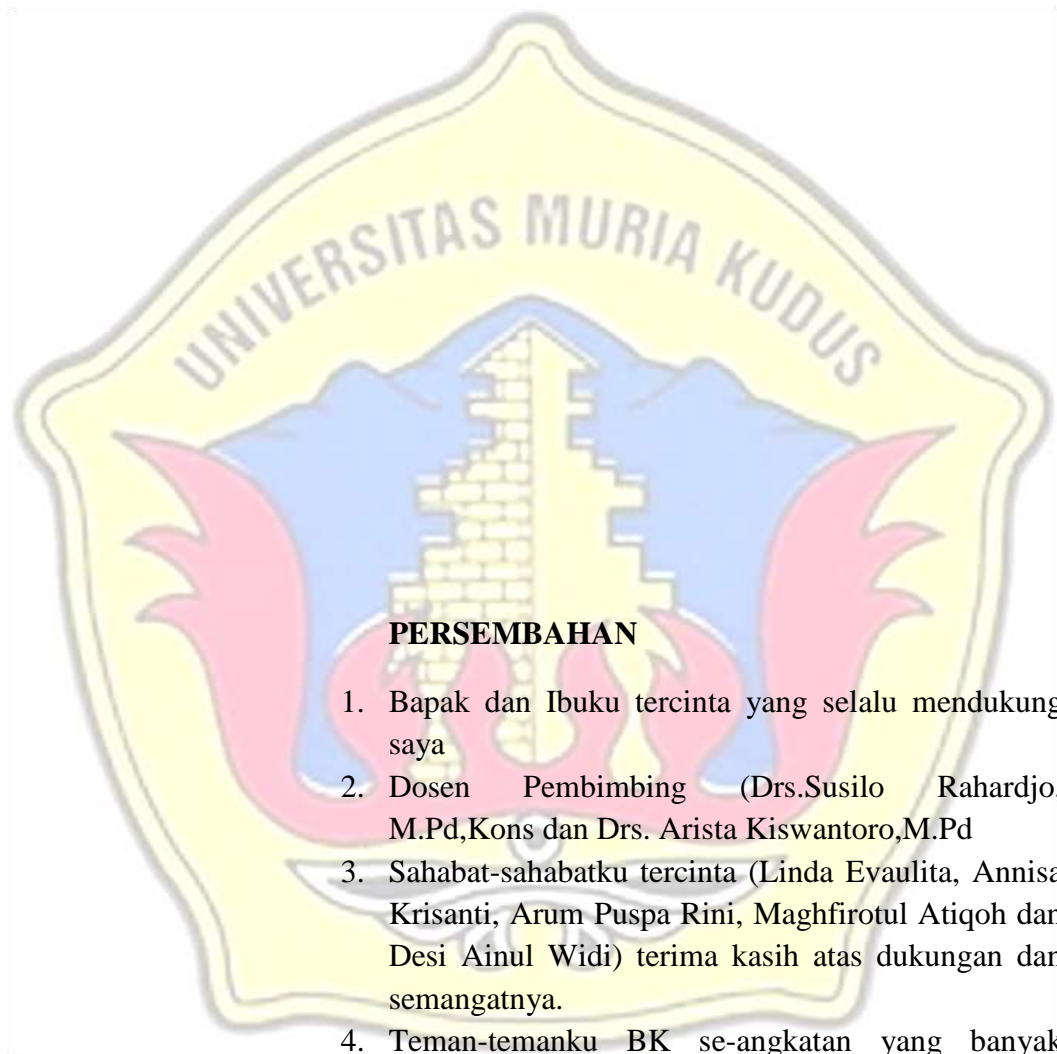 UNIVERSITAS MURIA KUDUS
PERSEMBAHAN
1. Bapak dan Ibuku tercinta yang selalu mendukung
saya
2. Dosen Pembimbing (Drs.Susilo Rahardjo,
M.Pd,Kons dan Drs. Arista Kiswantoro,M.Pd
3. Sahabat-sahabatku tercinta (Linda Evaulita, Annisa
Krisanti, Arum Puspa Rini, Maghfirotul Atiqoh dan
Desi Ainul Widi) terima kasih atas dukungan dan
semangatnya.
4. Teman-temanku BK se-angkatan yang banyak